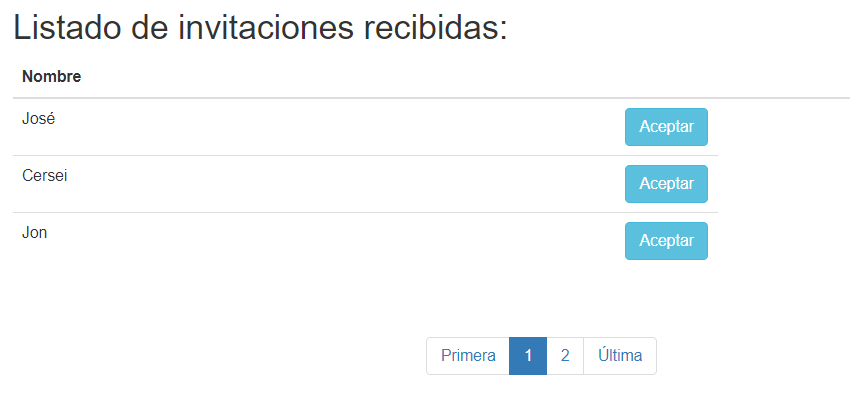 Listado de invitaciones recibidas:
Nombre
José Aceptar
Cersei Aceptar
Jon Aceptar
Primera 1 2 Última